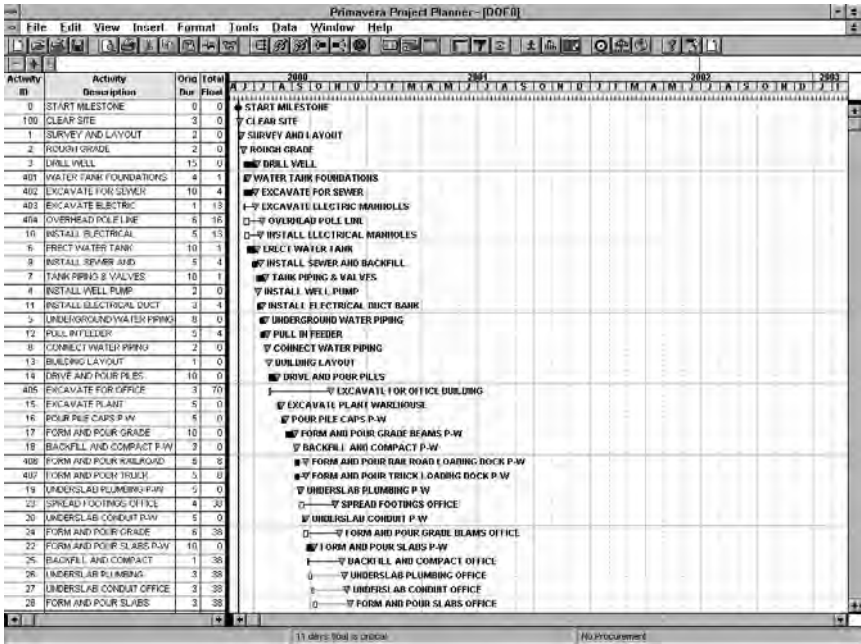 Primavera Project Planner - [DOE0]
File Edit View Insert Format Tools Data Window Help
Activity ID Activity Description Orig Dur Total Float 2000 2001 2002 2003
A J J A S O N D J F M A M J J A S O N D J F M A M J J A S O N D J F
0 START MILESTONE 0 0 START MILESTONE
100 CLEAR SITE 3 0 CLEAR SITE
1 SURVEY AND LAYOUT 2 0 SURVEY AND LAYOUT
2 ROUGH GRADE 2 0 ROUGH GRADE
3 DRILL WELL 15 0 DRILL WELL
401 WATER TANK FOUNDATIONS 4 1 WATER TANK FOUNDATIONS
402 EXCAVATE FOR SEWER 10 4 EXCAVATE FOR SEWER
403 EXCAVATE ELECTRIC 1 13 EXCAVATE ELECTRIC MANHOLES
404 OVERHEAD POLE LINE 6 16 OVERHEAD POLE LINE
10 INSTALL ELECTRICAL 5 13 INSTALL ELECTRICAL MANHOLES
6 ERECT WATER TANK 10 1 ERECT WATER TANK
9 INSTALL SEWER AND 5 4 INSTALL SEWER AND BACKFILL
7 TANK PIPING & VALVES 10 1 TANK PIPING & VALVES
4 INSTALL WELL PUMP 2 0 INSTALL WELL PUMP
11 INSTALL ELECTRICAL DUCT 3 4 INSTALL ELECTRICAL DUCT BANK
5 UNDERGROUND WATER PIPING 8 0 UNDERGROUND WATER PIPING
12 PULL IN FEEDER 5 4 PULL IN FEEDER
8 CONNECT WATER PIPING 2 0 CONNECT WATER PIPING
13 BUILDING LAYOUT 1 0 BUILDING LAYOUT
14 DRIVE AND POUR PILES 10 0 DRIVE AND POUR PILES
405 EXCAVATE FOR OFFICE 3 70 EXCAVATE FOR OFFICE BUILDING
15 EXCAVATE PLANT 5 0 EXCAVATE PLANT WAREHOUSE
16 POUR PILE CAPS P-W 5 0 POUR PILE CAPS P-W
17 FORM AND POUR GRADE 10 0 FORM AND POUR GRADE BEAMS P-W
18 BACKFILL AND COMPACT P-W 3 0 BACKFILL AND COMPACT P-W
406 FORM AND POUR RAILROAD 5 8 FORM AND POUR RAILROAD LOADING DOCK P-W
407 FORM AND POUR TRUCK 5 8 FORM AND POUR TRUCK LOADING DOCK P-W
19 UNDERSLAB PLUMBING P-W 5 0 UNDERSLAB PLUMBING P-W
23 SPREAD FOOTINGS OFFICE 4 38 SPREAD FOOTINGS OFFICE
20 UNDERSLAB CONDUIT P-W 5 0 UNDERSLAB CONDUIT P-W
24 FORM AND POUR GRADE 6 38 FORM AND POUR GRADE BEAMS OFFICE
22 FORM AND POUR SLABS P-W 10 0 FORM AND POUR SLABS P-W
25 BACKFILL AND COMPACT 1 38 BACKFILL AND COMPACT OFFICE
26 UNDERSLAB PLUMBING 3 38 UNDERSLAB PLUMBING OFFICE
27 UNDERSLAB CONDUIT OFFICE 3 38 UNDERSLAB CONDUIT OFFICE
28 FORM AND POUR SLABS 3 38 FORM AND POUR SLABS OFFICE
11 days float is critical No Procurement